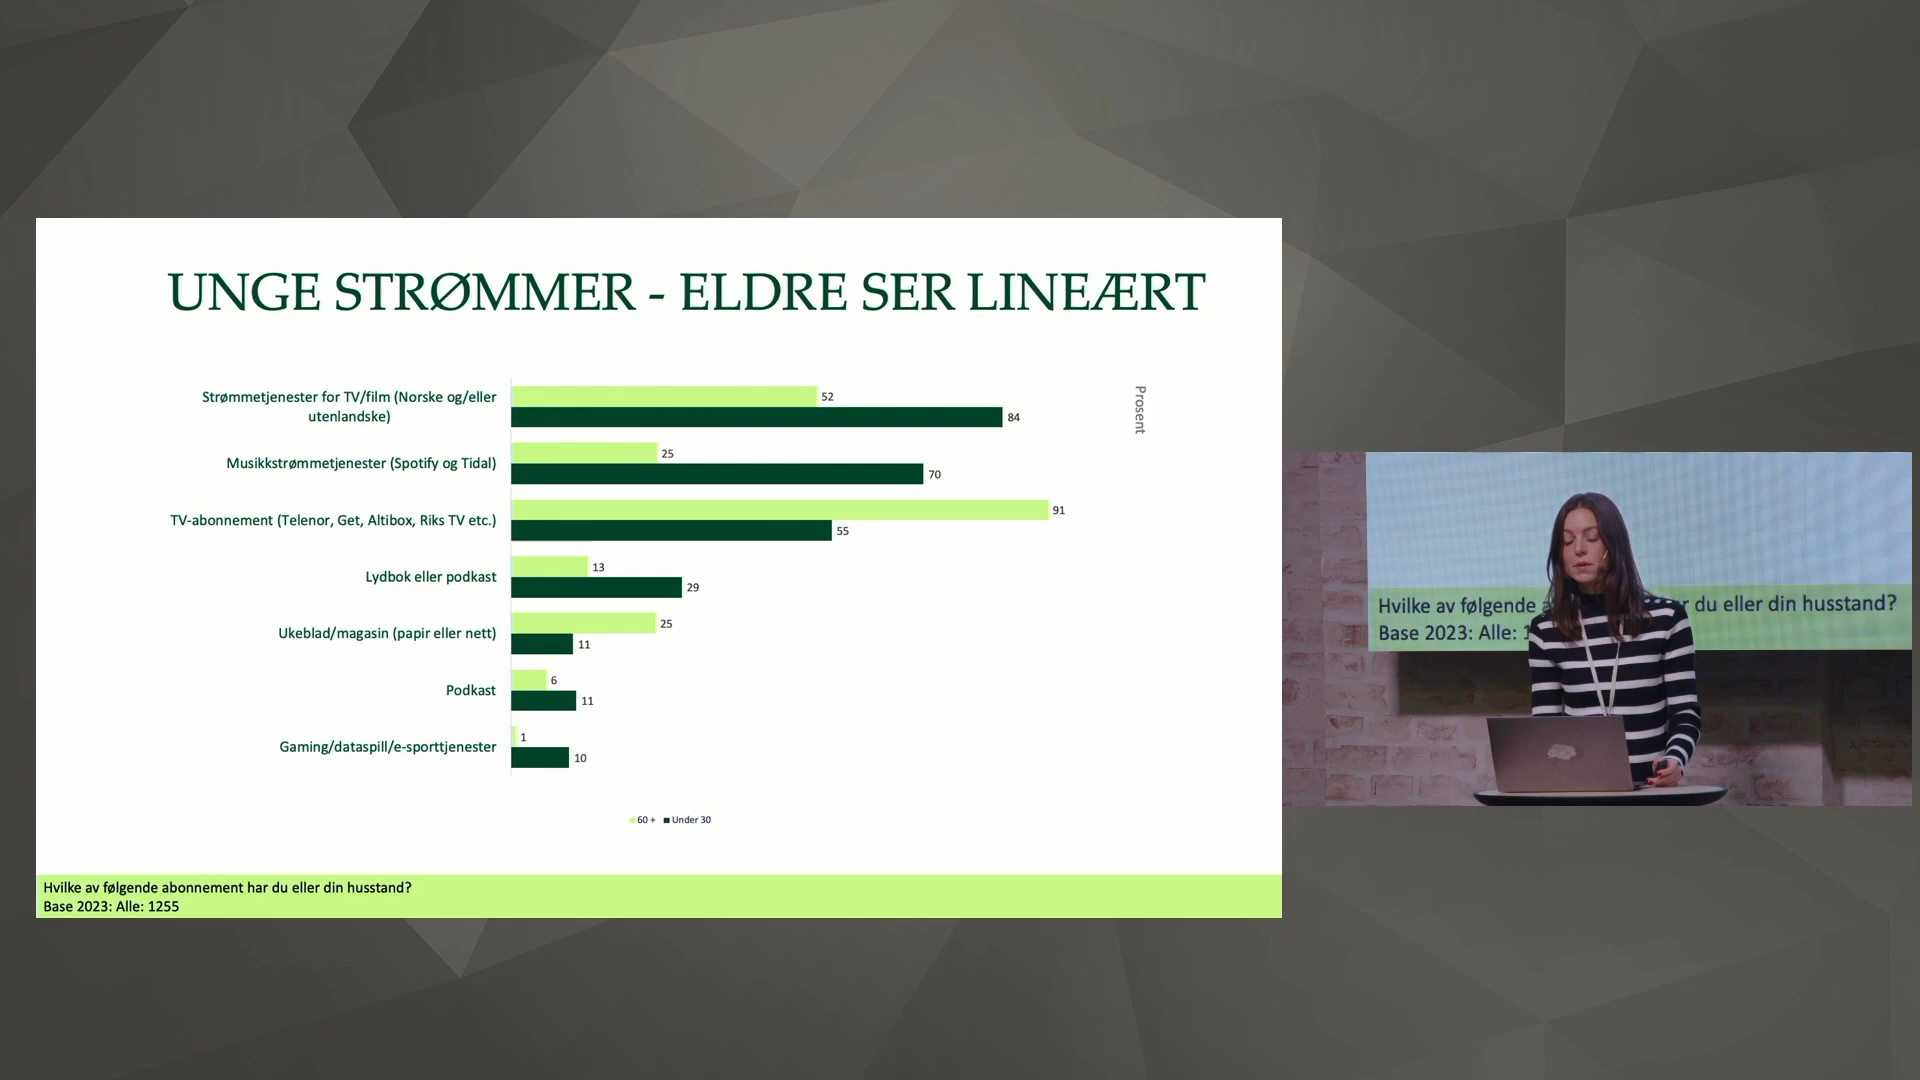 UNGE STRØMMER - ELDRE SER LINEÆRT
Prosent
Strømmetjenester for TV/film (Norske og/eller
utenlandske)
52
84
Musikkstrømmetjenester (Spotify og Tidal)
25
70
TV-abonnement (Telenor, Get, Altibox, Riks TV etc.)
91
55
Lydbok eller podkast
13
29
Ukeblad/magasin (papir eller nett)
25
11
Podkast
6
11
Gaming/dataspill/e-sporttjenester
1
10
60 + Under 30
Hvilke av følgende abonnement har du eller din husstand?
Base 2023: Alle: 1255
Hvilke av følgende du eller din husstand?
Base 2023: Alle: